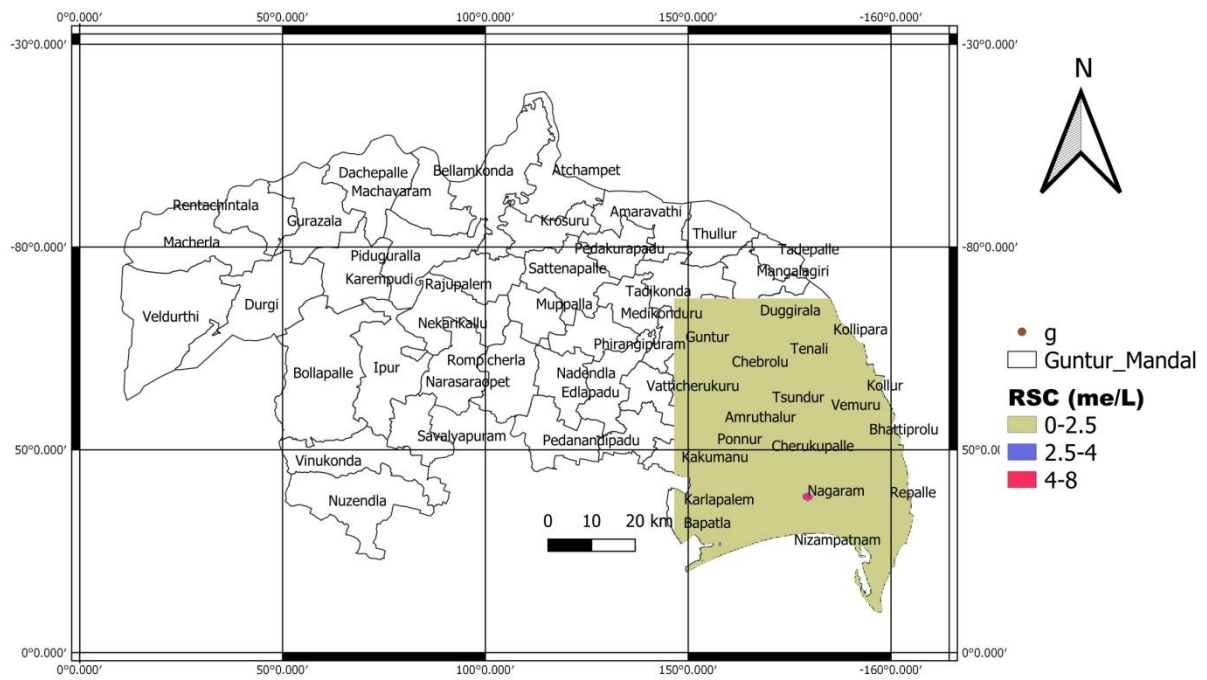 0°0.000' 50°0.000' 100°0.000' 150°0.000' -160°0.000'
-30°0.000' -30°0.000'
N
Dachepalle Bellamkonda Atchampet
Machavaram
Rentachintala Gurazala Krosuru Amaravathi
Macherla Thullur
-80°0.000' Piduguralla Pedakurapadu Tadepalle -80°0.000'
Karempudi Rajupalem Sattenapalle Mangalagiri
Tadikonda
Veldurthi Durgi Muppalla Medikonduru Duggirala
Nekarikallu Guntur Kollipara
Phirangipuram Tenali
g
Guntur_Mandal
Bollapalle Ipur Rompicherla Nadendla Chebrolu
Narasaraopet Edlapadu Vatticherukuru Kollur
Tsundur Vemuru
RSC (me/L)
0-2.5
2.5-4
4-8
Amruthalur Bhattiprolu
Savalyapuram Pedanandipadu Ponnur Cherukupalle
50°0.000' 50°0.00(
Vinukonda Kakumanu
Nuzendla Karlapalem Nagaram Repalle
0 10 20 km Bapatla
Nizampatnam
0°0.000' 0°0.000'
0°0.000' 50°0.000' 100°0.000' 150°0.000' -160°0.000'